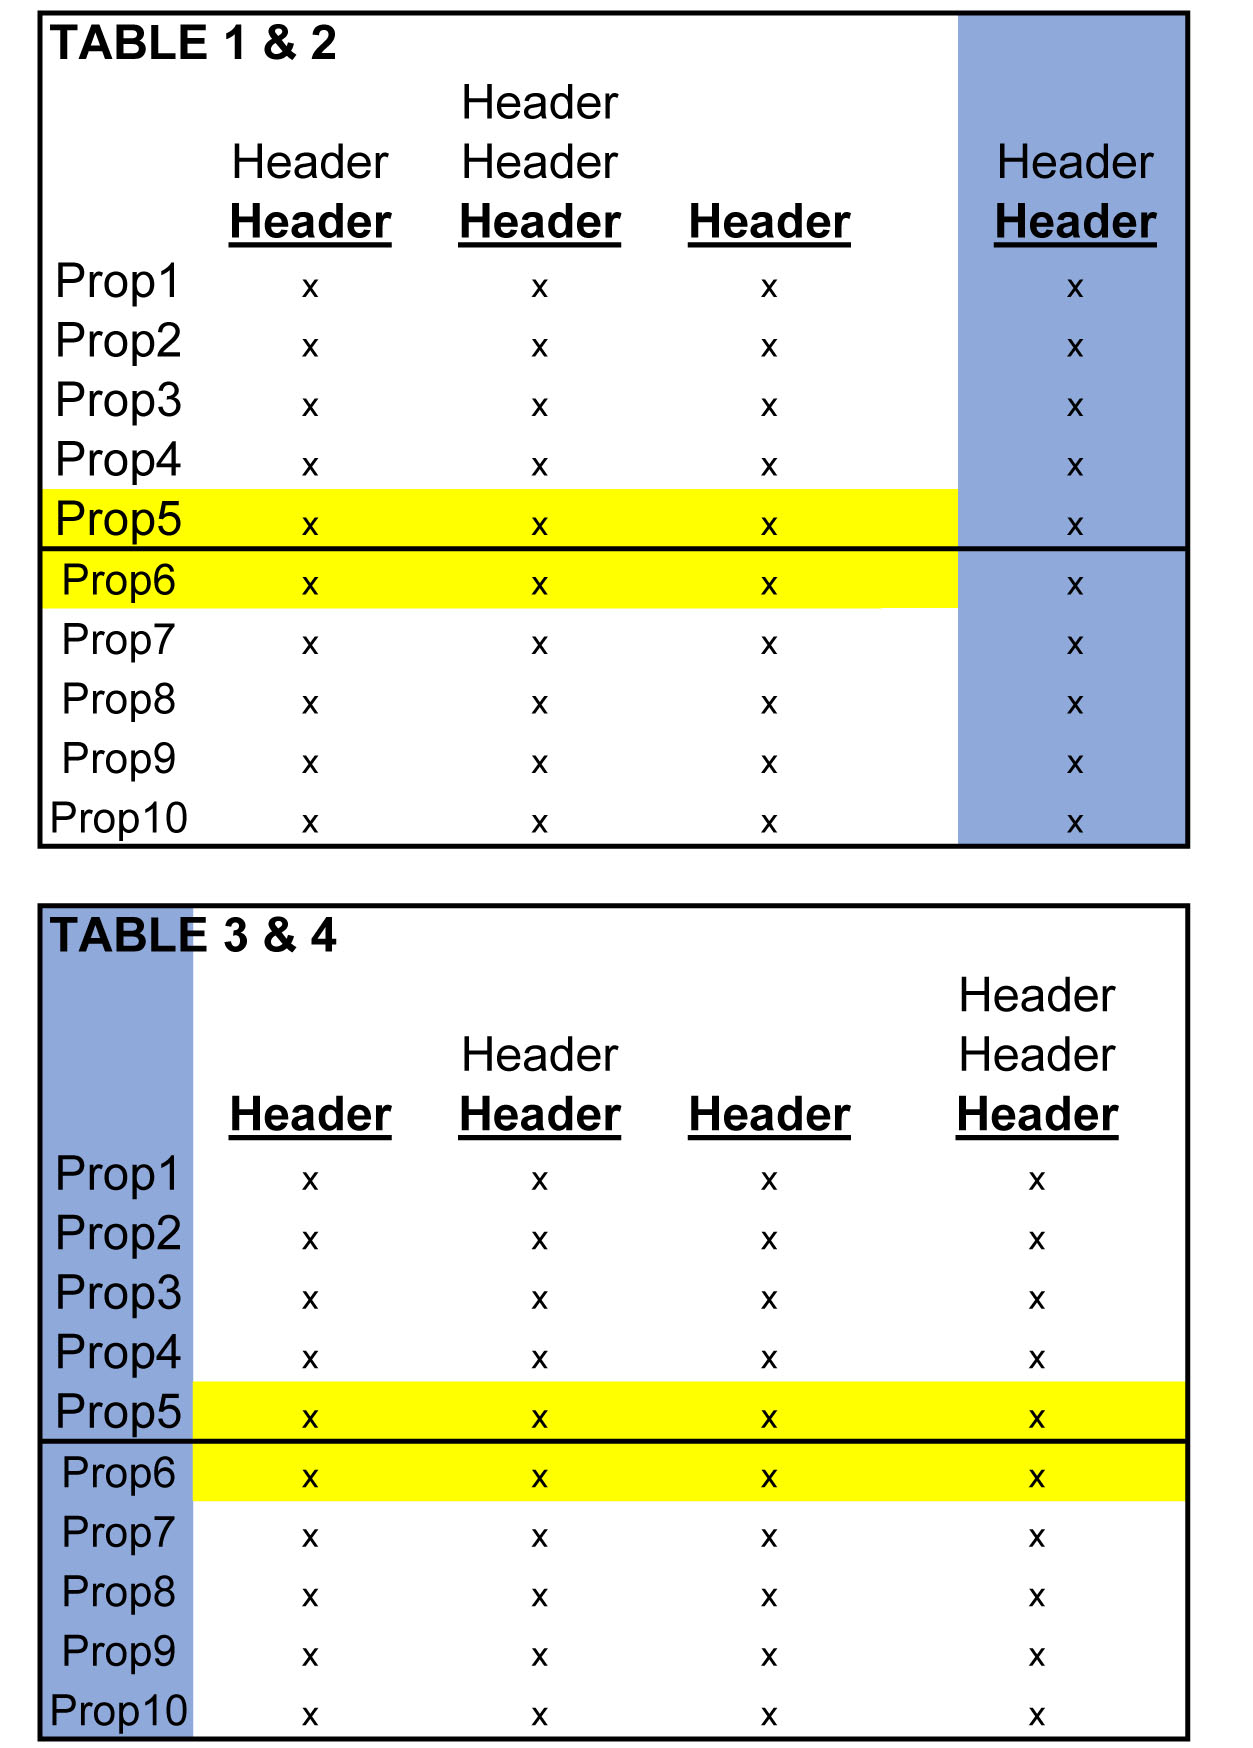 TABLE 1 & 2
Header
Header Header Header
Header Header Header Header
Prop1 x x x x
Prop2 x x x x
Prop3 x x x x
Prop4 x x x x
Prop5 x x x x
Prop6 x x x x
Prop7 x x x x
Prop8 x x x x
Prop9 x x x x
Prop10 x x x x
TABLE 3 & 4
Header
Header Header
Header Header Header Header
Prop1 x x x x
Prop2 x x x x
Prop3 x x x x
Prop4 x x x x
Prop5 x x x x
Prop6 x x x x
Prop7 x x x x
Prop8 x x x x
Prop9 x x x x
Prop10 x x x x